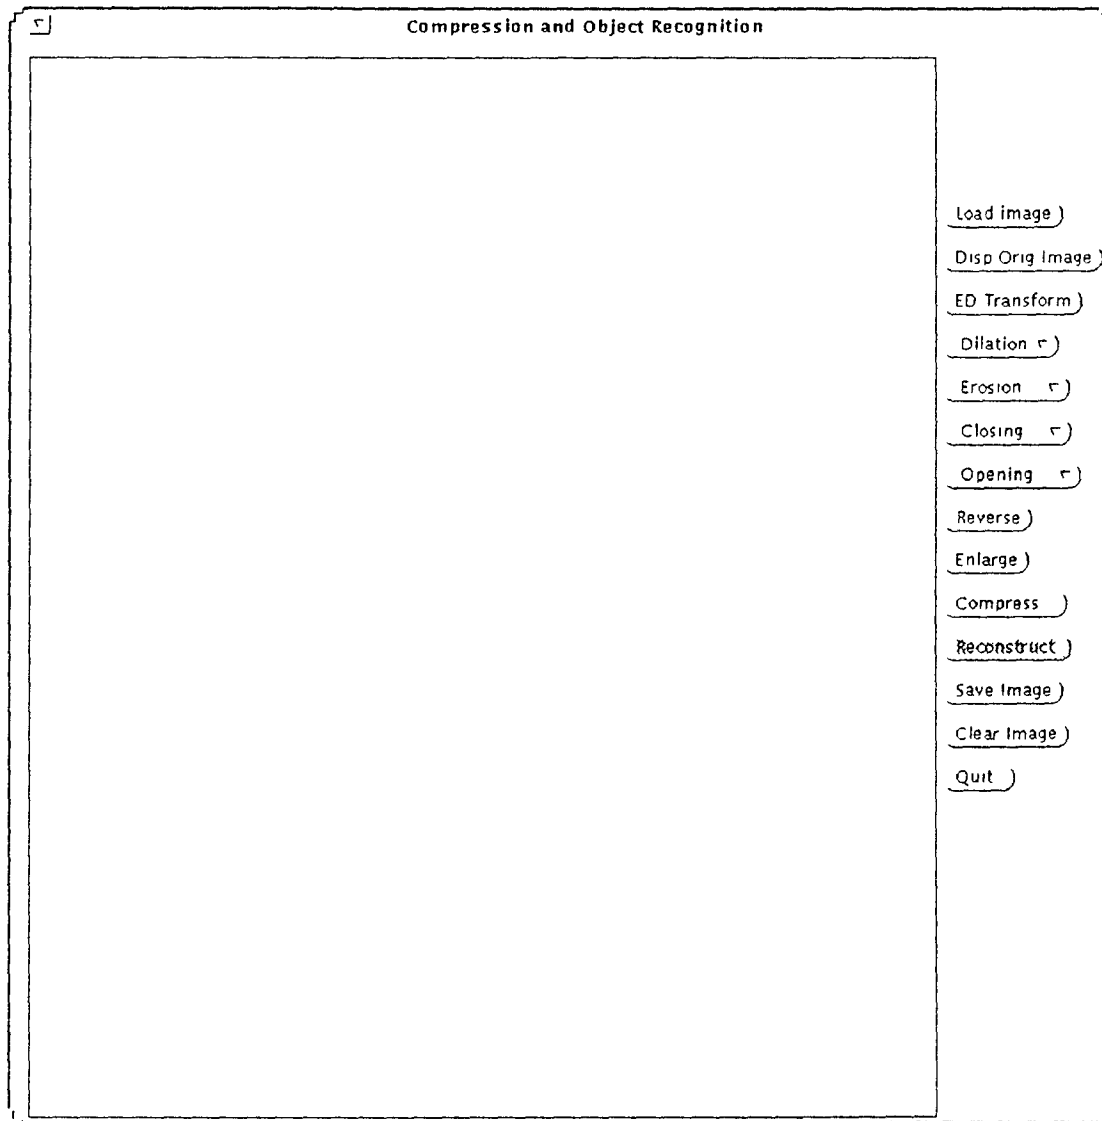 Compression and Object Recognition
Load image
Disp Orig Image
ED Transform
Dilation
Erosion
Closing
Opening
Reverse
Enlarge
Compress
Reconstruct
Save Image
Clear Image
Quit